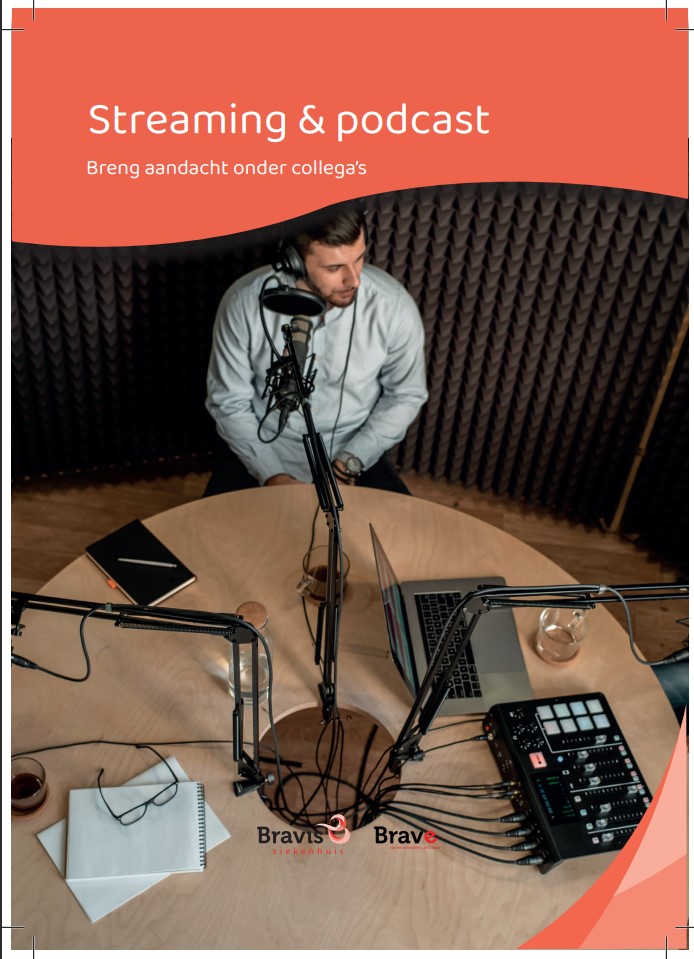 Streaming & podcast
Breng aandacht onder collega's
Bravis
ziekenhuis
Brave